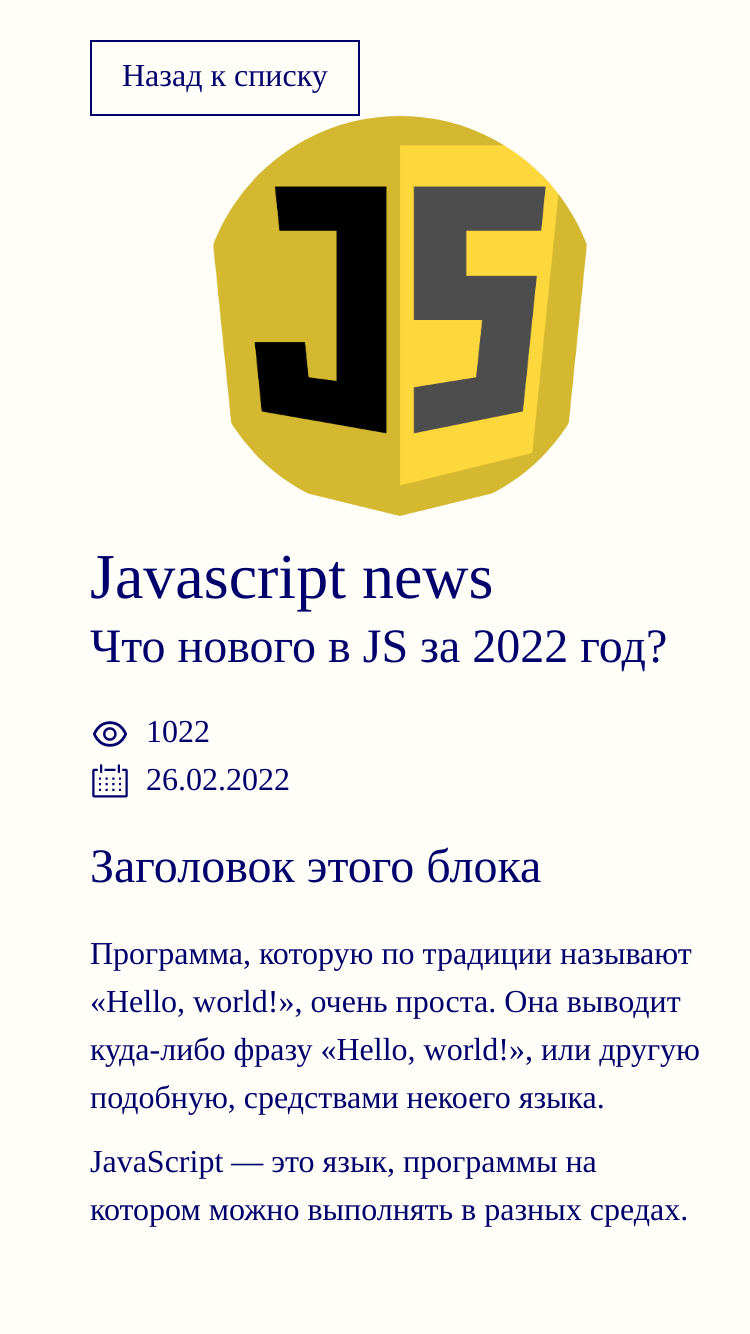 Назад к списку
JS
Javascript news
Что нового в JS за 2022 год?
1022
26.02.2022
Заголовок этого блока
Программа, которую по традиции называют
«Hello, world!», очень проста. Она выводит
куда-либо фразу «Hello, world!», или другую
подобную, средствами некоего языка.
JavaScript — это язык, программы на
котором можно выполнять в разных средах.